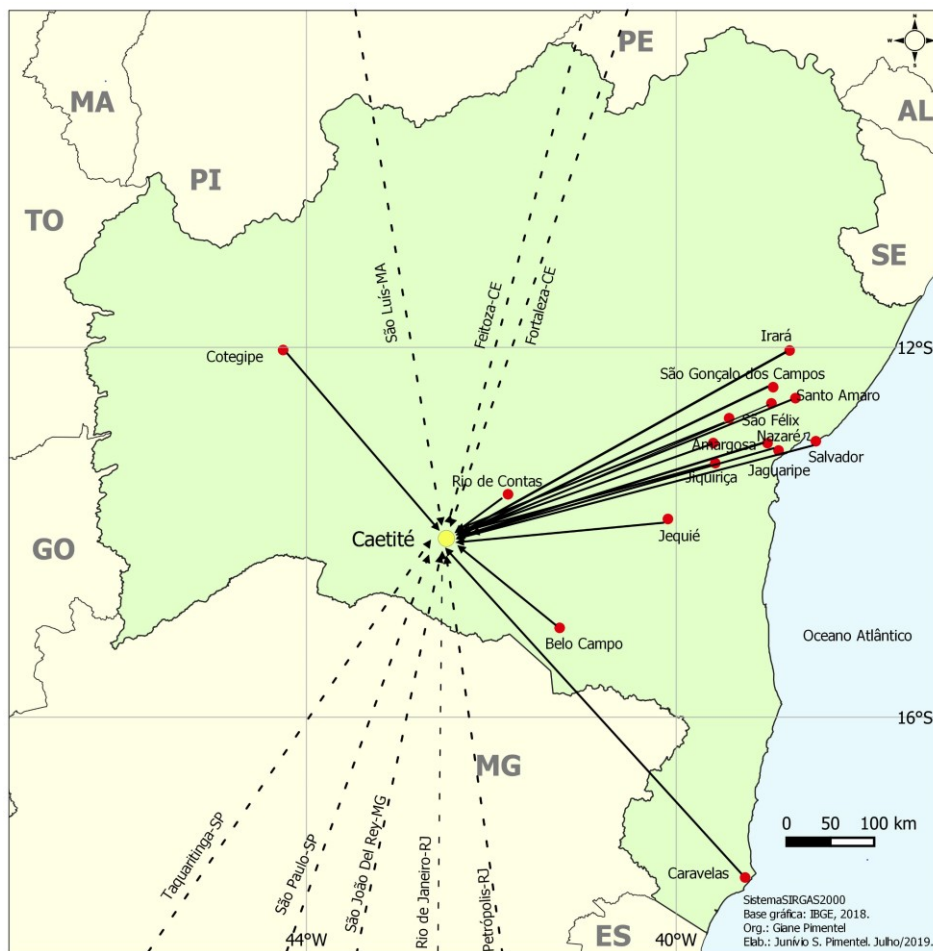 PE
MA
AL
PI
TO
SE
São Luís-MA
Feitoza-CE
Fortaleza-CE
Irará
12°S
Cotegipe
São Gonçalo dos Campos
Santo Amaro
São Félix
Nazaré
Amargosa
Salvador
Jaguaripe
Jiquiriçá
Rio de Contas
Jequié
Caetité
GO
Oceano Atlântico
Belo Campo
16°S
MG
0 50 100 km
Taquaritinga-SP
São Paulo-SP
São João Del Rey-MG
Rio de Janeiro-RJ
Petrópolis-RJ
Caravelas
SistemaSIRGAS2000
Base gráfica: IBGE, 2018.
Org.: Giane Pimentel
Elab.: Junívio S. Pimentel. Julho/2019
ES
44°W
40°W